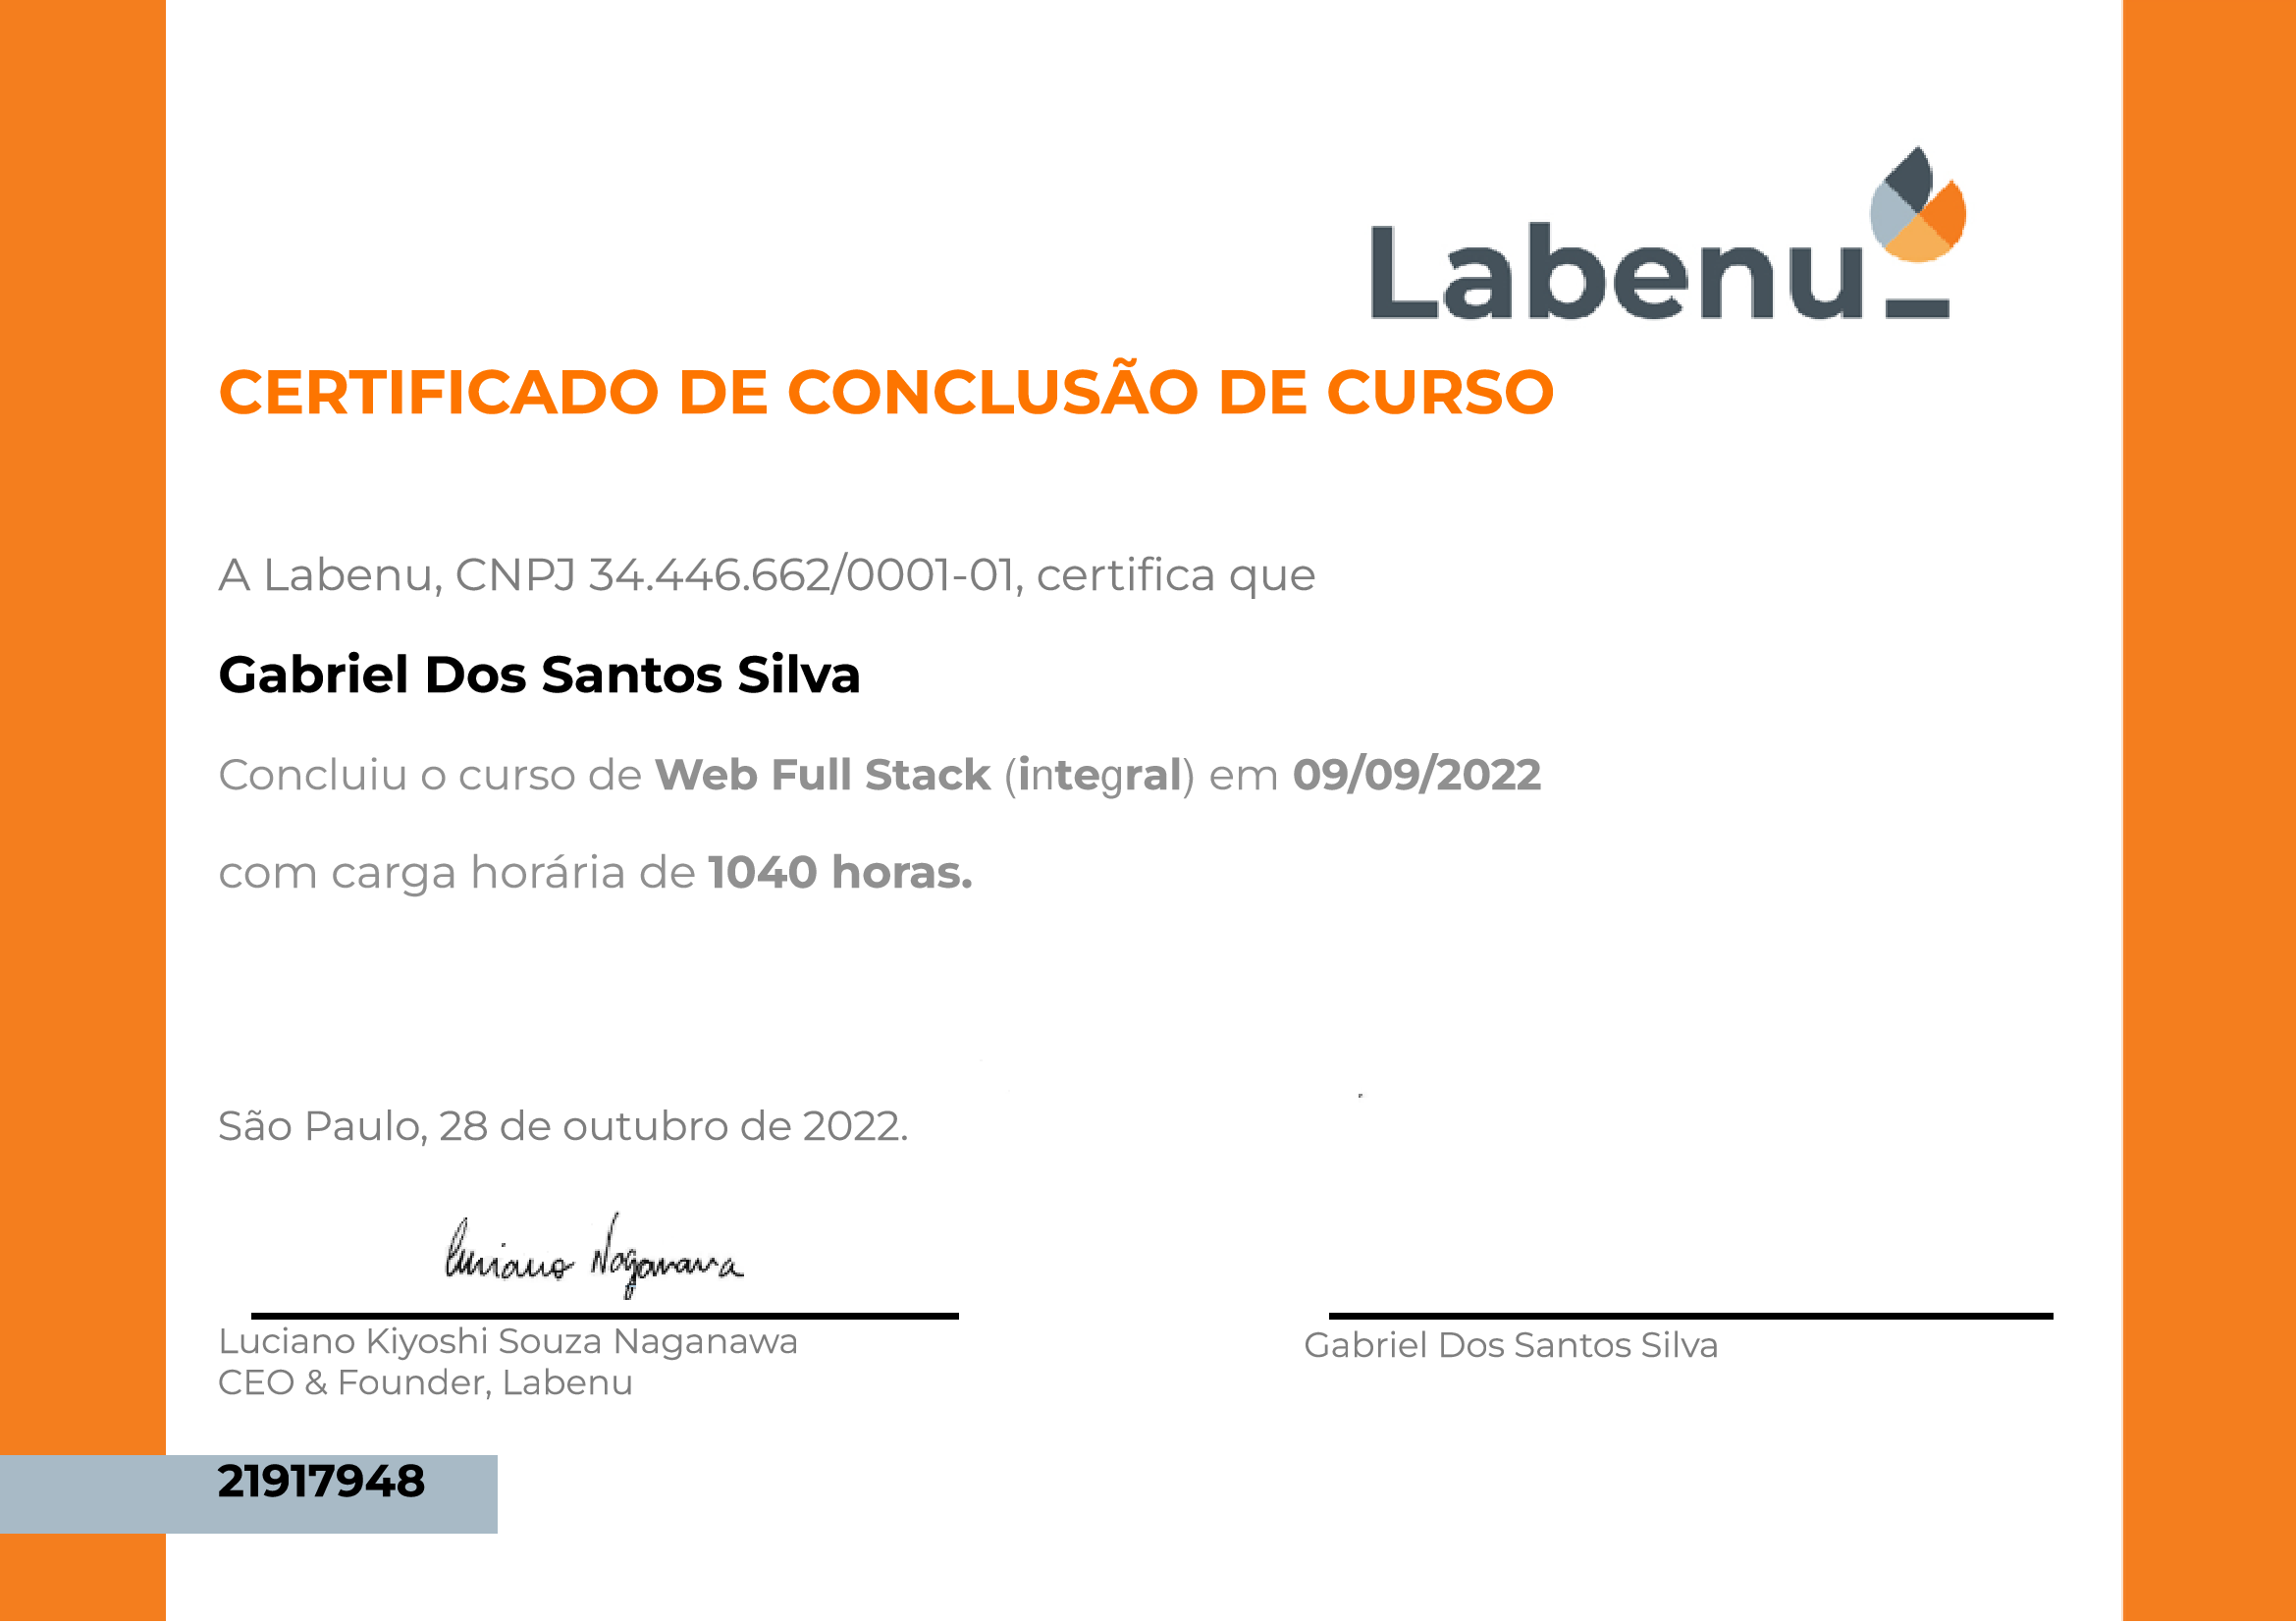 Labenu_
CERTIFICADO DE CONCLUSÃO DE CURSO
A Labenu, CNPJ 34.446.662/0001-01, certifica que
Gabriel Dos Santos Silva
Concluiu o curso de Web Full Stack (integral) em 09/09/2022
com carga horária de 1040 horas.
São Paulo, 28 de outubro de 2022.
Luciano Naganawa
Luciano Kiyoshi Souza Naganawa
CEO & Founder, Labenu
Gabriel Dos Santos Silva
21917948